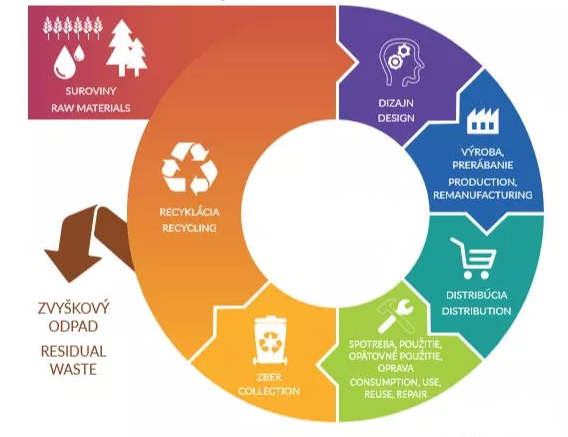 SUROVINY
RAW MATERIALS
DIZAJN
DESIGN
VÝROBA,
PRERÁBANIE
PRODUCTION,
REMANUFACTURING
DISTRIBÚCIA
DISTRIBUTION
SPOTREBA, POUŽITIE,
OPÄTOVNÉ POUŽITIE,
OPRAVA
CONSUMPTION, USE,
REUSE, REPAIR
ZBER
COLLECTION
RECYKLÁCIA
RECYCLING
ZVYŠKOVÝ
ODPAD
RESIDUAL
WASTE